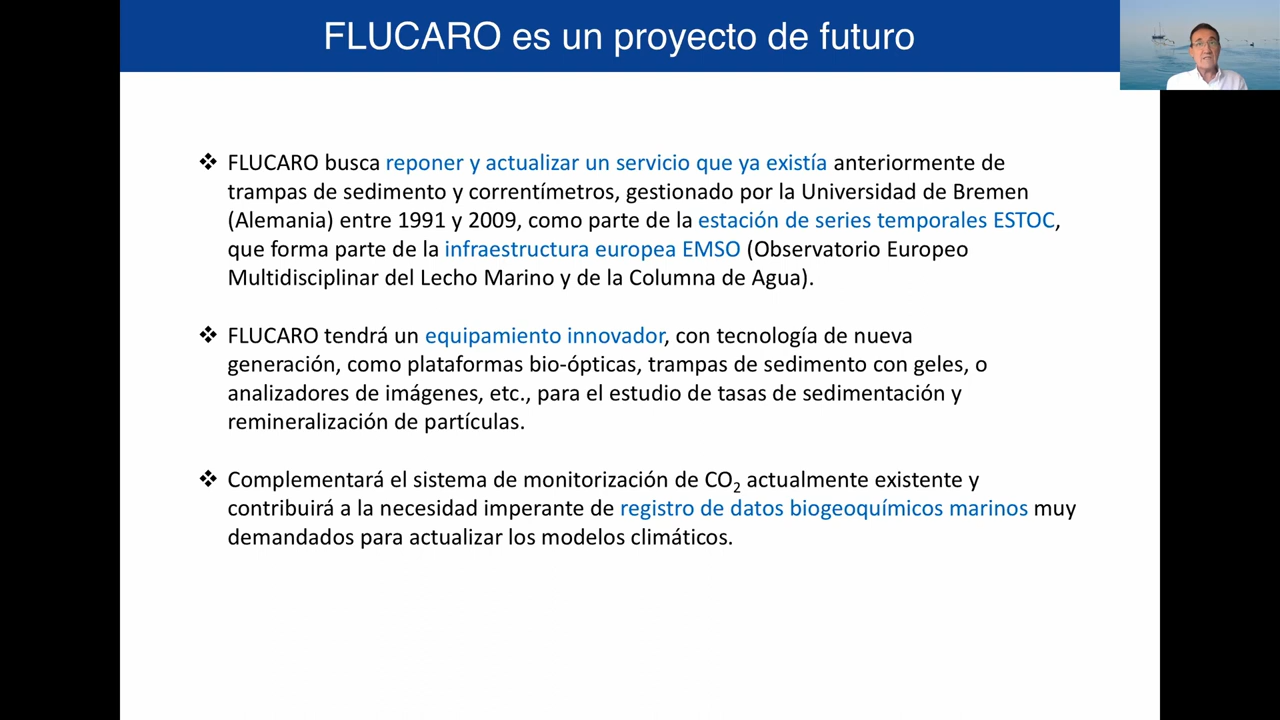 FLUCARO es un proyecto de futuro
❖ FLUCARO busca reponer y actualizar un servicio que ya existía anteriormente de
trampas de sedimento y correntímetros, gestionado por la Universidad de Bremen
(Alemania) entre 1991 y 2009, como parte de la estación de series temporales ESTOC,
que forma parte de la infraestructura europea EMSO (Observatorio Europeo
Multidisciplinar del Lecho Marino y de la Columna de Agua).
❖ FLUCARO tendrá un equipamiento innovador, con tecnología de nueva
generación, como plataformas bio-ópticas, trampas de sedimento con geles, o
analizadores de imágenes, etc., para el estudio de tasas de sedimentación y
remineralización de partículas.
❖ Complementará el sistema de monitorización de CO₂ actualmente existente y
contribuirá a la necesidad imperante de registro de datos biogeoquímicos marinos muy
demandados para actualizar los modelos climáticos.